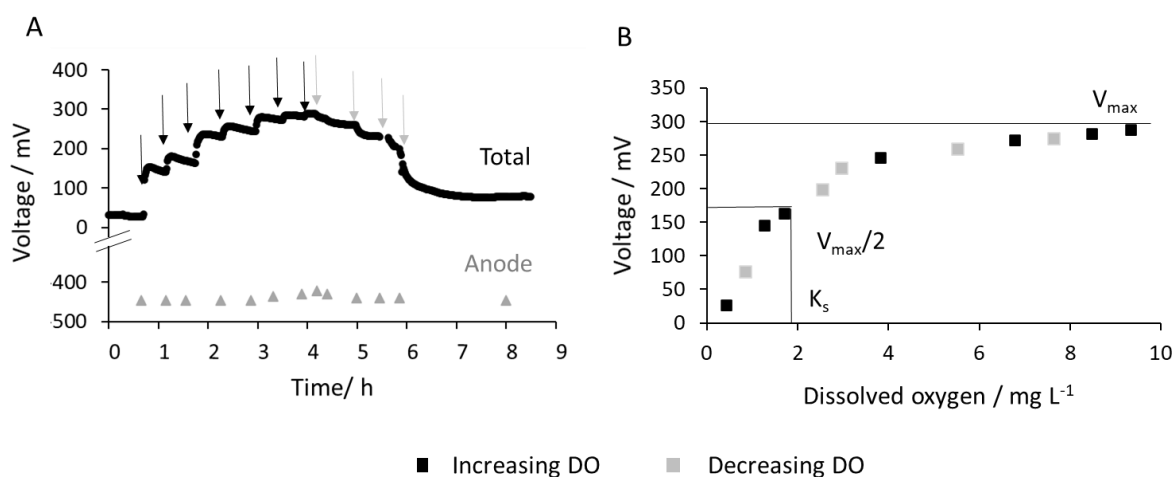 A
400
300
200
100
0
-400
-500
Voltage / mV
Total
Anode
0 1 2 3 4 5 6 7 8 9
Time/ h
B
350
300
250
200
150
100
50
0
Voltage / mV
Vmax
Vmax/2
Ks
0 2 4 6 8 10
Dissolved oxygen / mg L-1
Increasing DO
Decreasing DO